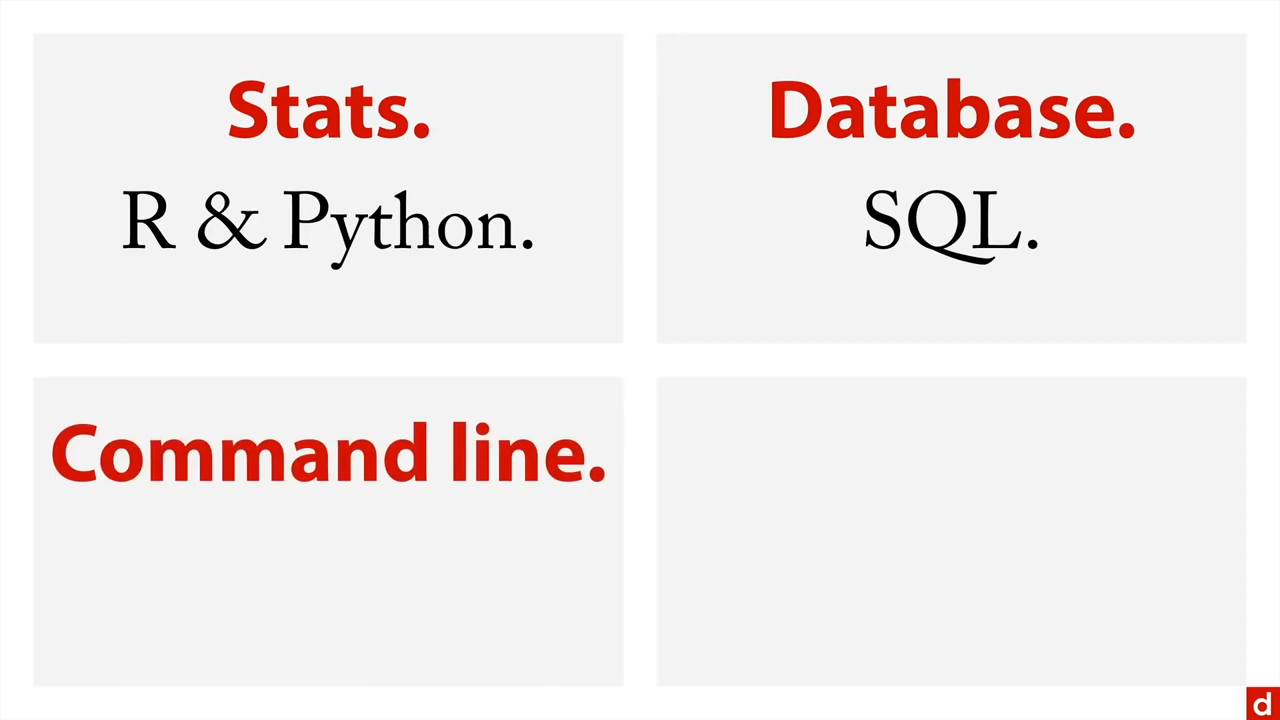 Stats.
R & Python.
Database.
SQL.
Command line.
d